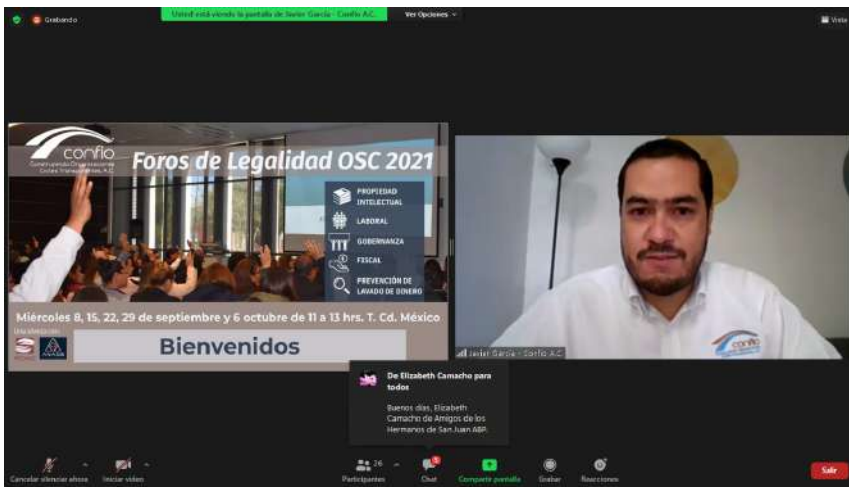 Grabando
Usted está viendo la pantalla de Javier García - Confío A.C.
Ver Opciones
Vista
confío
Construyendo Organizaciones
Civiles Transparentes, A.C.
Foros de Legalidad OSC 2021
PROPIEDAD
INTELECTUAL
LABORAL
GOBERNANZA
FISCAL
PREVENCIÓN DE
LAVADO DE DINERO
Miércoles 8, 15, 22, 29 de septiembre y 6 octubre de 11 a 13 hrs. T. Cd. México
Bienvenidos
confío
Javier García - Confío A.C.
De Elizabeth Camacho para
todos
Buenos días, Elizabeth
Camacho de Amigos de los
Hermanos de San Juan ABP.
Cancelar silenciar ahora
Iniciar video
26
Participantes
Chat
Compartir pantalla
Grabar
Reacciones
Salir